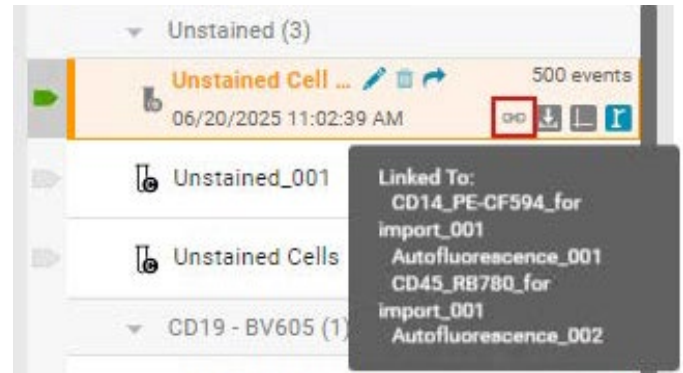 Unstained (3)
Unstained Cell ...
500 events
06/20/2025 11:02:39 AM
Unstained_001
Unstained Cells
CD19 - BV605 (1)
Linked To:
CD14_PE-CF594_for
import_001
Autofluorescence_001
CD45_RB780_for
import_001
Autofluorescence_002